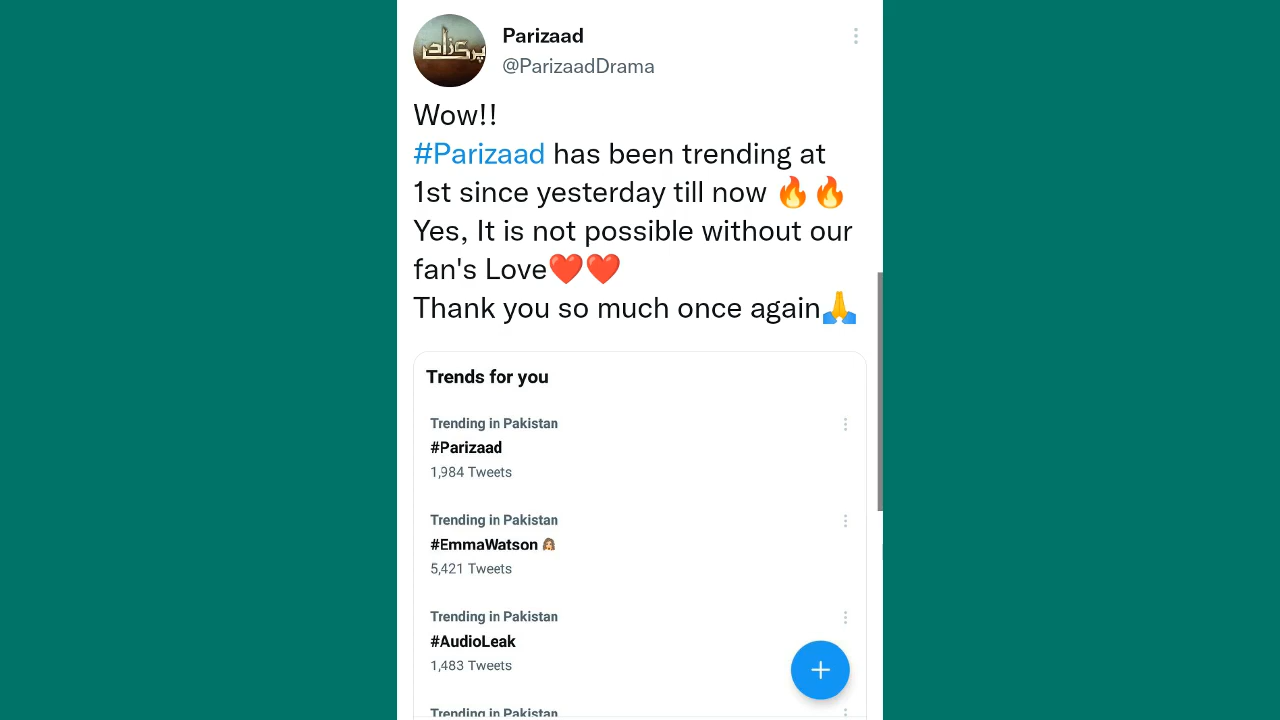 پریزاد
Parizaad
@ParizaadDrama
Wow!!
#Parizaad has been trending at
1st since yesterday till now 🔥🔥
Yes, It is not possible without our
fan's Love❤️❤️
Thank you so much once again🙏
Trends for you
Trending in Pakistan
#Parizaad
1,984 Tweets
Trending in Pakistan
#EmmaWatson
5,421 Tweets
Trending in Pakistan
#AudioLeak
1,483 Tweets
Trending in Pakistan